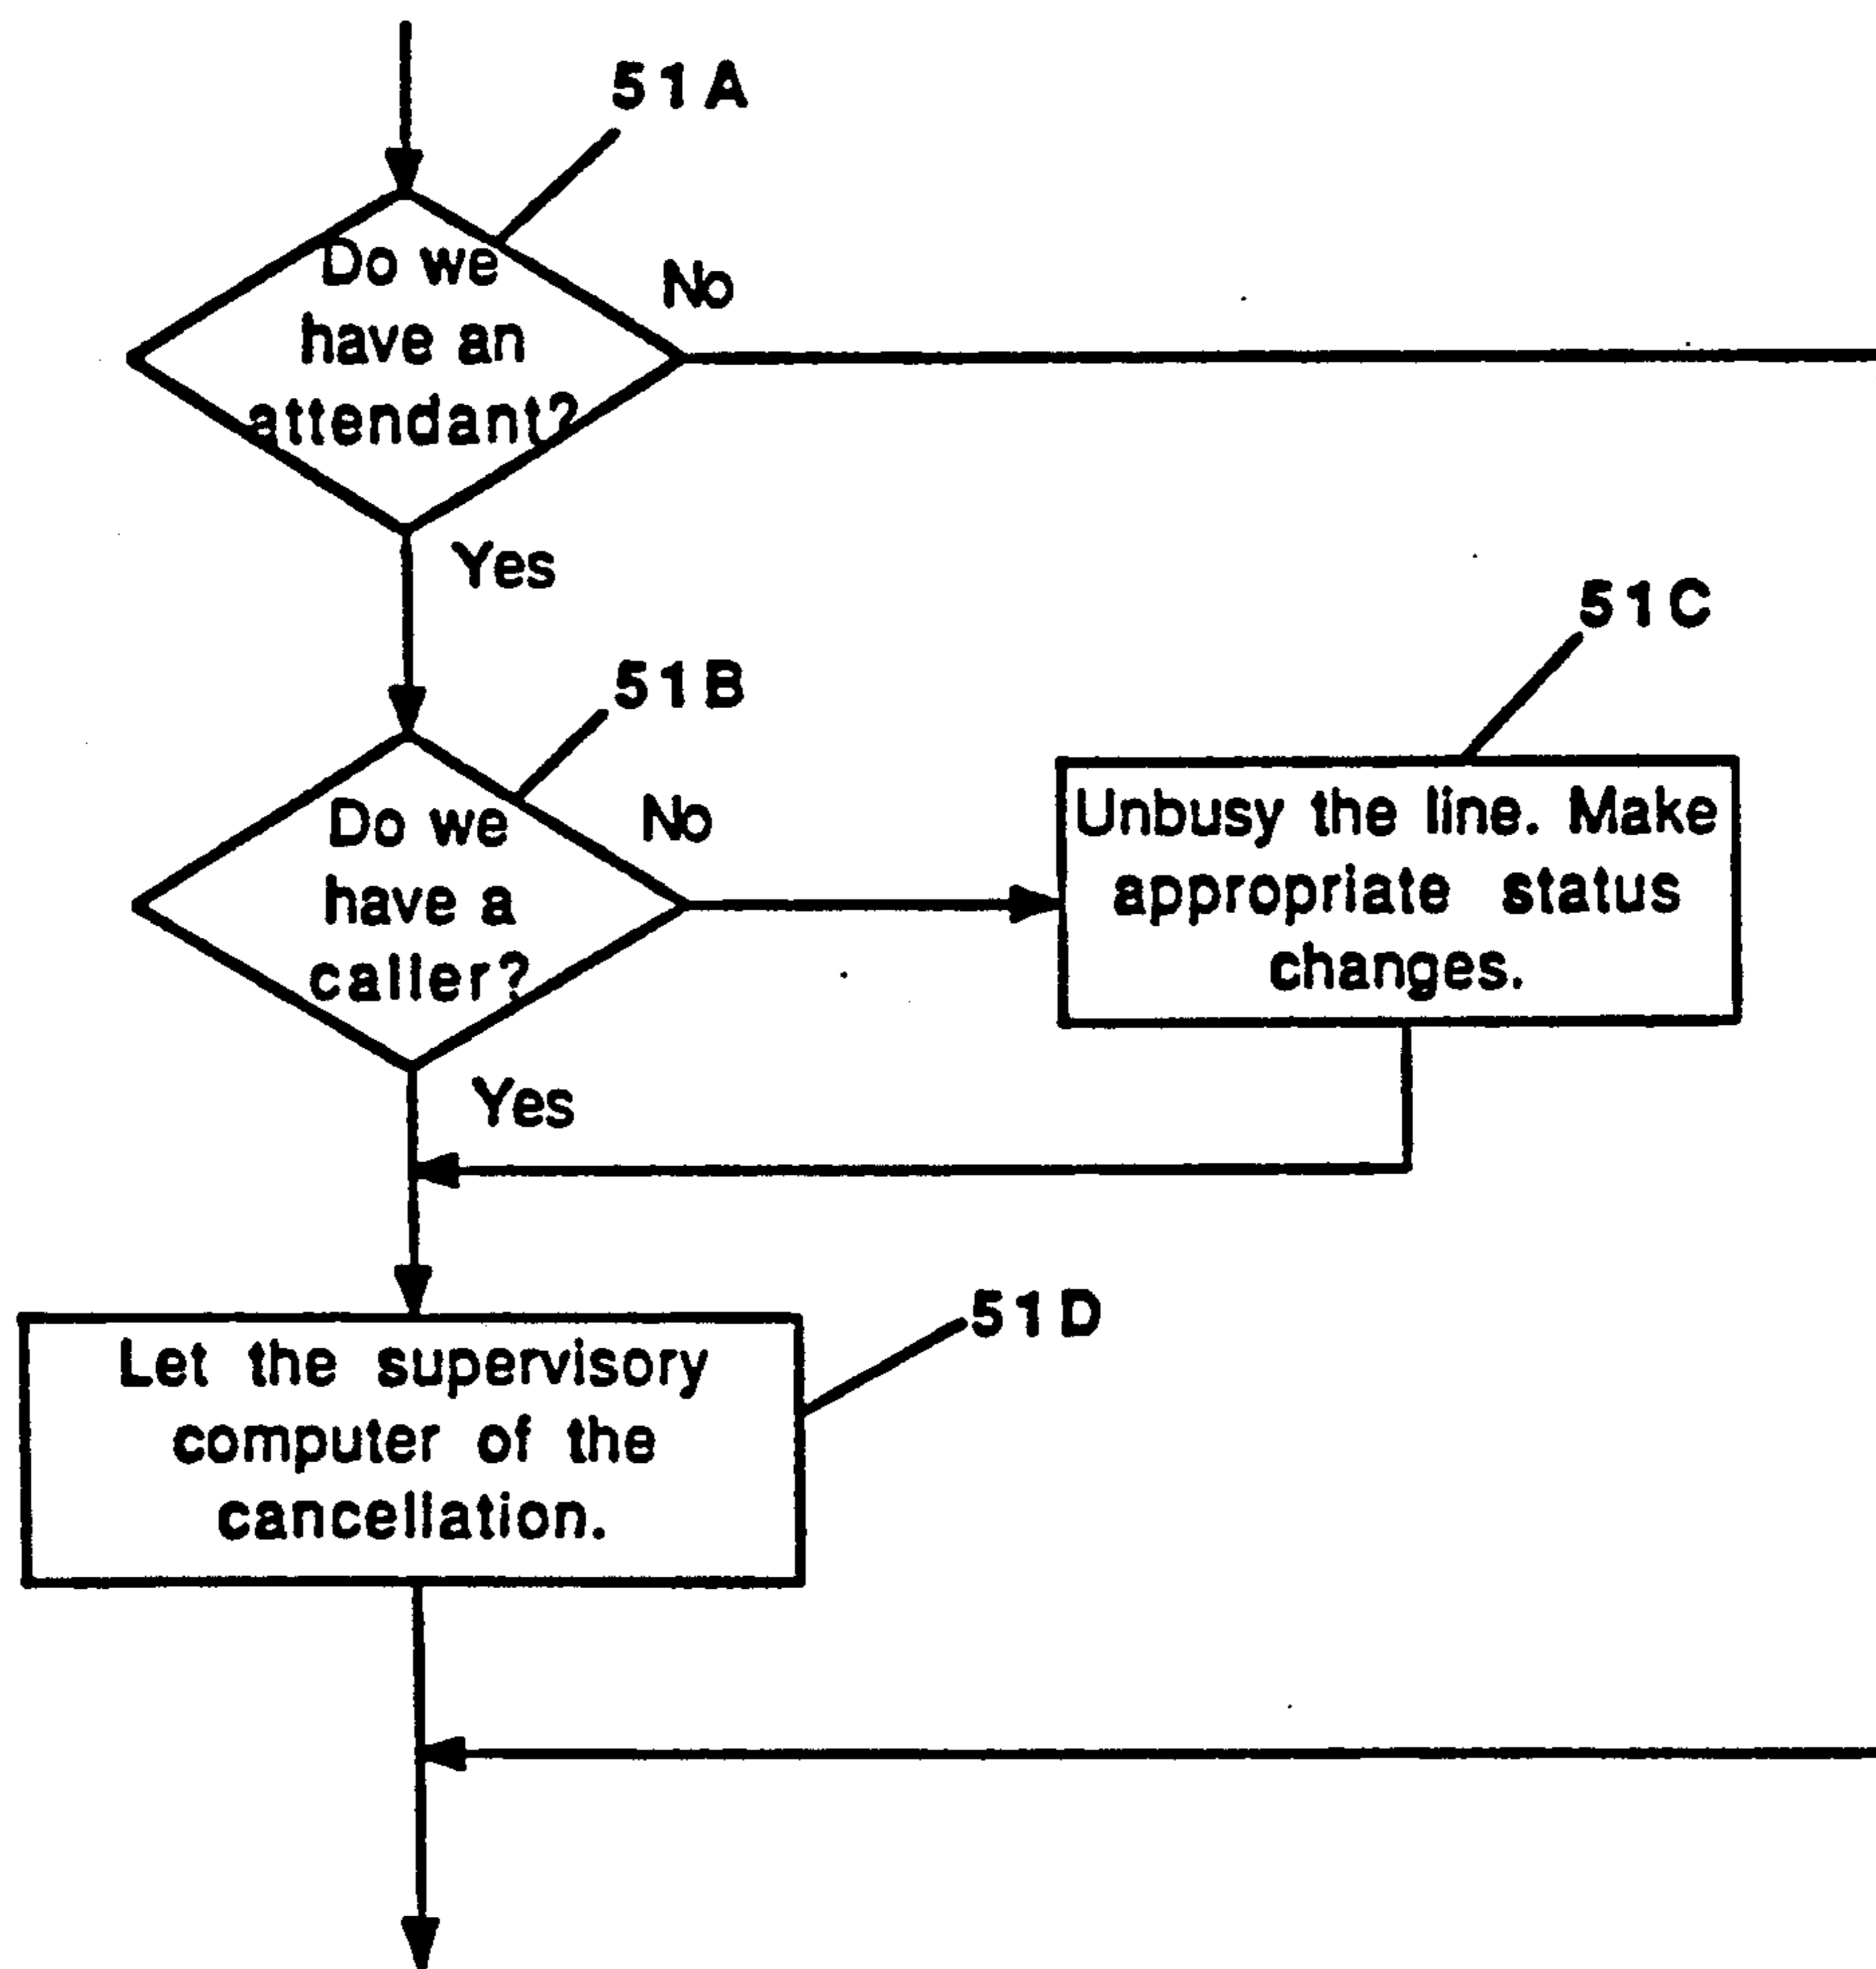 51A
Do we
have an
attendant?
No
Yes
51B
Do we
have a
caller?
No
51C
Unbusy the line. Make
appropriate status
changes.
Yes
51D
Let the supervisory
computer of the
cancellation.